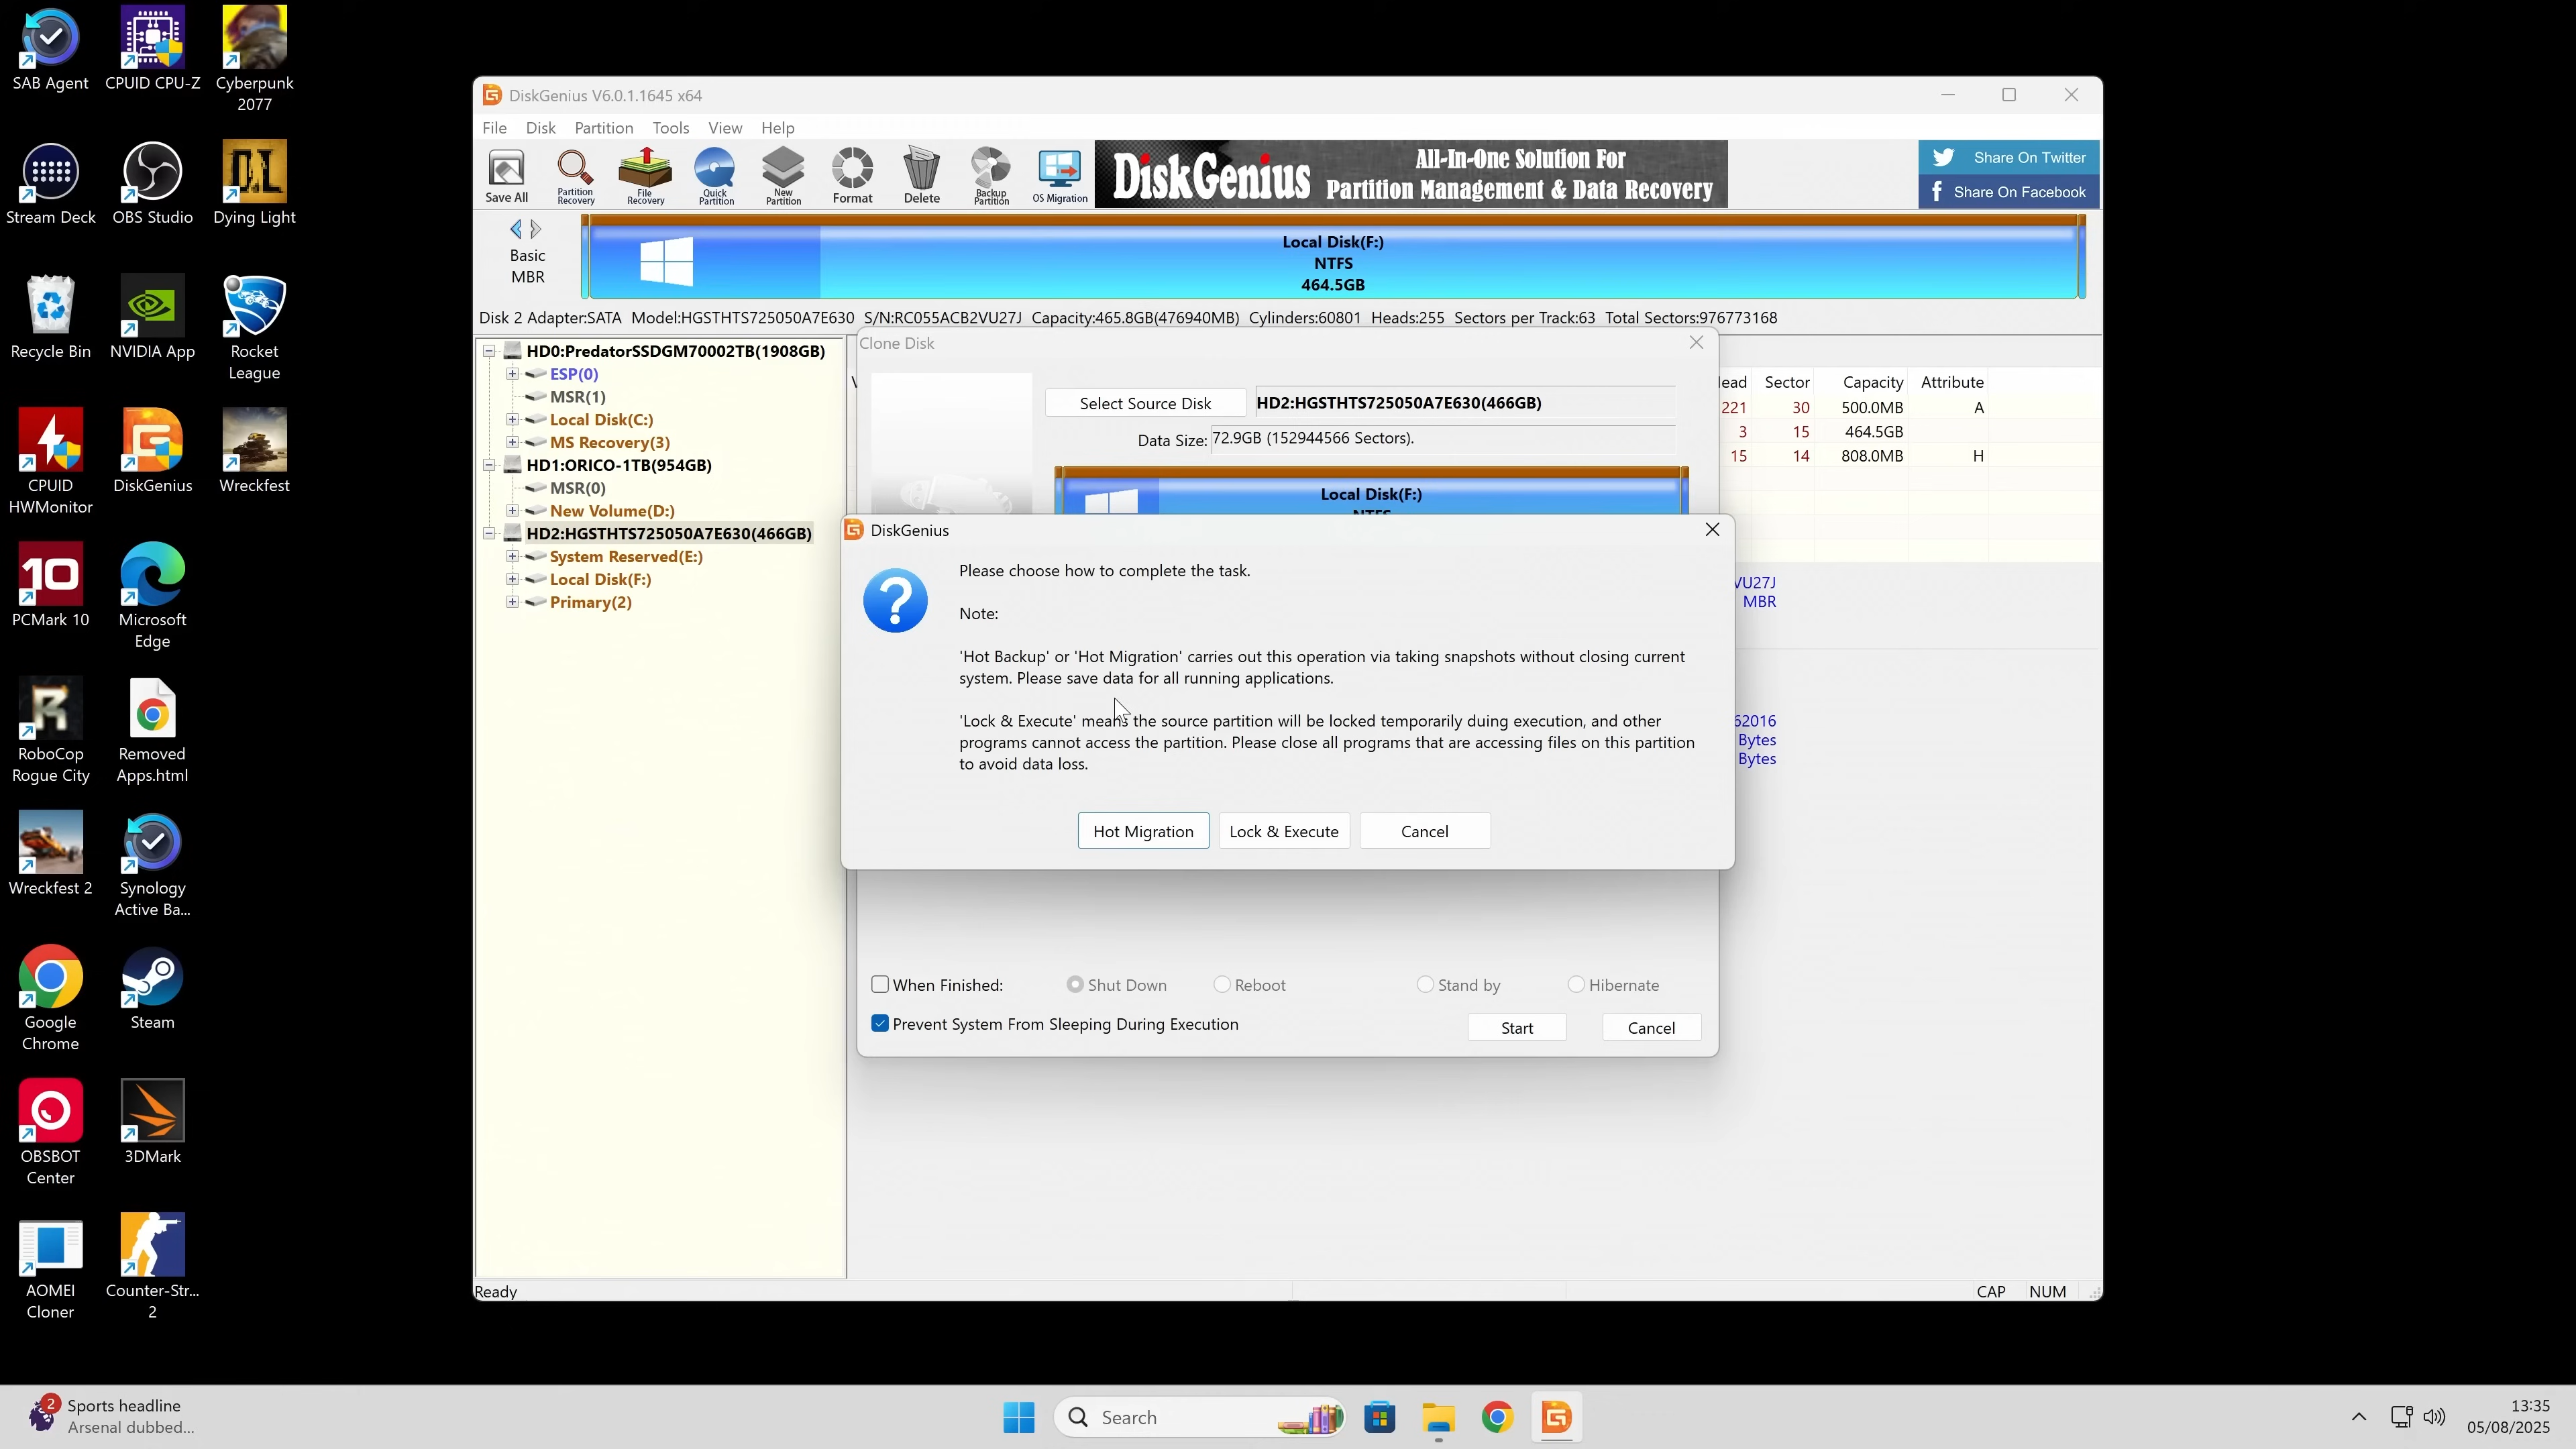 SAB Agent
CPUID CPU-Z
Cyberpunk
2077
Stream Deck
OBS Studio
Dying Light
Recycle Bin
NVIDIA App
Rocket
League
CPUID
HWMonitor
DiskGenius
Wreckfest
10
PCMark 10
Microsoft
Edge
RoboCop
Rogue City
Removed
Apps.html
Wreckfest 2
Synology
Active Ba...
Google
Chrome
Steam
OBSBOT
Center
3DMark
AOMEI
Cloner
Counter-Str...
2
DiskGenius V6.0.1.1645 x64
File Disk Partition Tools View Help
Save All
Partition
Recovery
File
Recovery
Quick
Partition
New
Partition
Format
Delete
Backup
Partition
OS Migration
DiskGenius
All-In-One Solution For
Partition Management & Data Recovery
Share On Twitter
Share On Facebook
Basic
MBR
Local Disk(F:)
NTFS
464.5GB
Disk 2 Adapter:SATA Model:HGSTHTS725050A7E630 S/N:RC055ACB2VU27J Capacity:465.8GB(476940MB) Cylinders:60801 Heads:255 Sectors per Track:63 Total Sectors:976773168
HD0:PredatorSSDGM70002TB(1908GB)
ESP(0)
MSR(1)
Local Disk(C:)
MS Recovery(3)
HD1:ORICO-1TB(954GB)
MSR(0)
New Volume(D:)
HD2:HGSTHTS725050A7E630(466GB)
System Reserved(E:)
Local Disk(F:)
Primary(2)
Clone Disk
Select Source Disk
HD2:HGSTHTS725050A7E630(466GB)
Data Size: 72.9GB (152944566 Sectors).
Local Disk(F:)
ead Sector Capacity Attribute
221 30 500.0MB A
3 15 464.5GB
15 14 808.0MB H
VU27J
MBR
62016
Bytes
Bytes
DiskGenius
Please choose how to complete the task.
Note:
'Hot Backup' or 'Hot Migration' carries out this operation via taking snapshots without closing current
system. Please save data for all running applications.
'Lock & Execute' means the source partition will be locked temporarily duing execution, and other
programs cannot access the partition. Please close all programs that are accessing files on this partition
to avoid data loss.
Hot Migration
Lock & Execute
Cancel
When Finished:
Shut Down
Reboot
Stand by
Hibernate
Prevent System From Sleeping During Execution
Start
Cancel
Ready
CAP NUM
2
Sports headline
Arsenal dubbed...
Search
13:35
05/08/2025